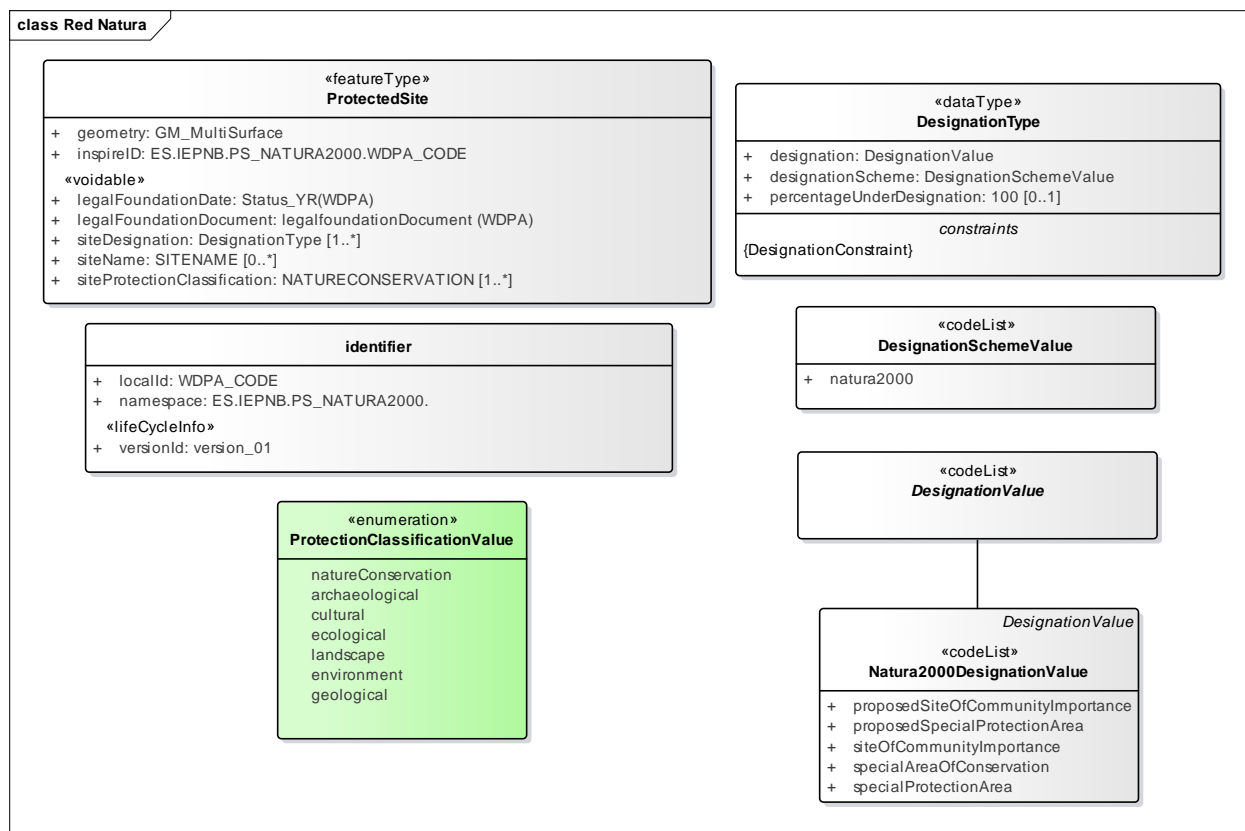 class Red Natura
«featureType»
ProtectedSite
+ geometry: GM_MultiSurface
+ inspireID: ES.IEPNB.PS_NATURA2000.WDPA_CODE
«voidable»
+ legalFoundationDate: Status_YR(WDPA)
+ legalFoundationDocument: legalfoundationDocument (WDPA)
+ siteDesignation: DesignationType [1..*]
+ siteName: SITENAME [0..*]
+ siteProtectionClassification: NATURECONSERVATION [1..*]
identifier
+ localId: WDPA_CODE
+ namespace: ES.IEPNB.PS_NATURA2000.
«lifeCycleInfo»
+ versionId: version_01
«enumeration»
ProtectionClassificationValue
natureConservation
archaeological
cultural
ecological
landscape
environment
geological
«dataType»
DesignationType
+ designation: DesignationValue
+ designationScheme: DesignationSchemeValue
+ percentageUnderDesignation: 100 [0..1]
constraints
{DesignationConstraint}
«codeList»
DesignationSchemeValue
+ natura2000
«codeList»
DesignationValue
DesignationValue
«codeList»
Natura2000DesignationValue
+ proposedSiteOfCommunityImportance
+ proposedSpecialProtectionArea
+ siteOfCommunityImportance
+ specialAreaOfConservation
+ specialProtectionArea